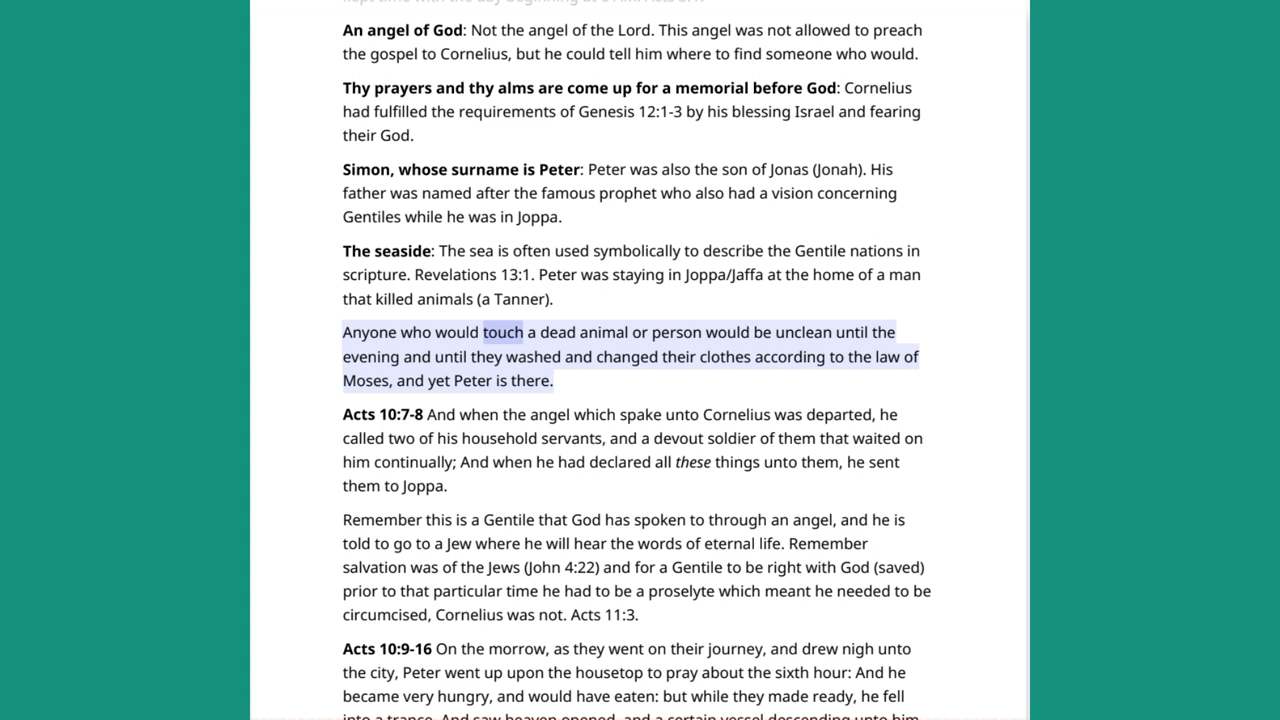 An angel of God: Not the angel of the Lord. This angel was not allowed to preach
the gospel to Cornelius, but he could tell him where to find someone who would.
Thy prayers and thy alms are come up for a memorial before God: Cornelius
had fulfilled the requirements of Genesis 12:1-3 by his blessing Israel and fearing
their God.
Simon, whose surname is Peter: Peter was also the son of Jonas (Jonah). His
father was named after the famous prophet who also had a vision concerning
Gentiles while he was in Joppa.
The seaside: The sea is often used symbolically to describe the Gentile nations in
scripture. Revelations 13:1. Peter was staying in Joppa/Jaffa at the home of a man
that killed animals (a Tanner).
Anyone who would touch a dead animal or person would be unclean until the
evening and until they washed and changed their clothes according to the law of
Moses, and yet Peter is there.
Acts 10:7-8 And when the angel which spake unto Cornelius was departed, he
called two of his household servants, and a devout soldier of them that waited on
him continually; And when he had declared all these things unto them, he sent
them to Joppa.
Remember this is a Gentile that God has spoken to through an angel, and he is
told to go to a Jew where he will hear the words of eternal life. Remember
salvation was of the Jews (John 4:22) and for a Gentile to be right with God (saved)
prior to that particular time he had to be a proselyte which meant he needed to be
circumcised, Cornelius was not. Acts 11:3.
Acts 10:9-16 On the morrow, as they went on their journey, and drew nigh unto
the city, Peter went up upon the housetop to pray about the sixth hour: And he
became very hungry, and would have eaten: but while they made ready, he fell
into a trance, And saw heaven opened, and a certain vessel descending unto him